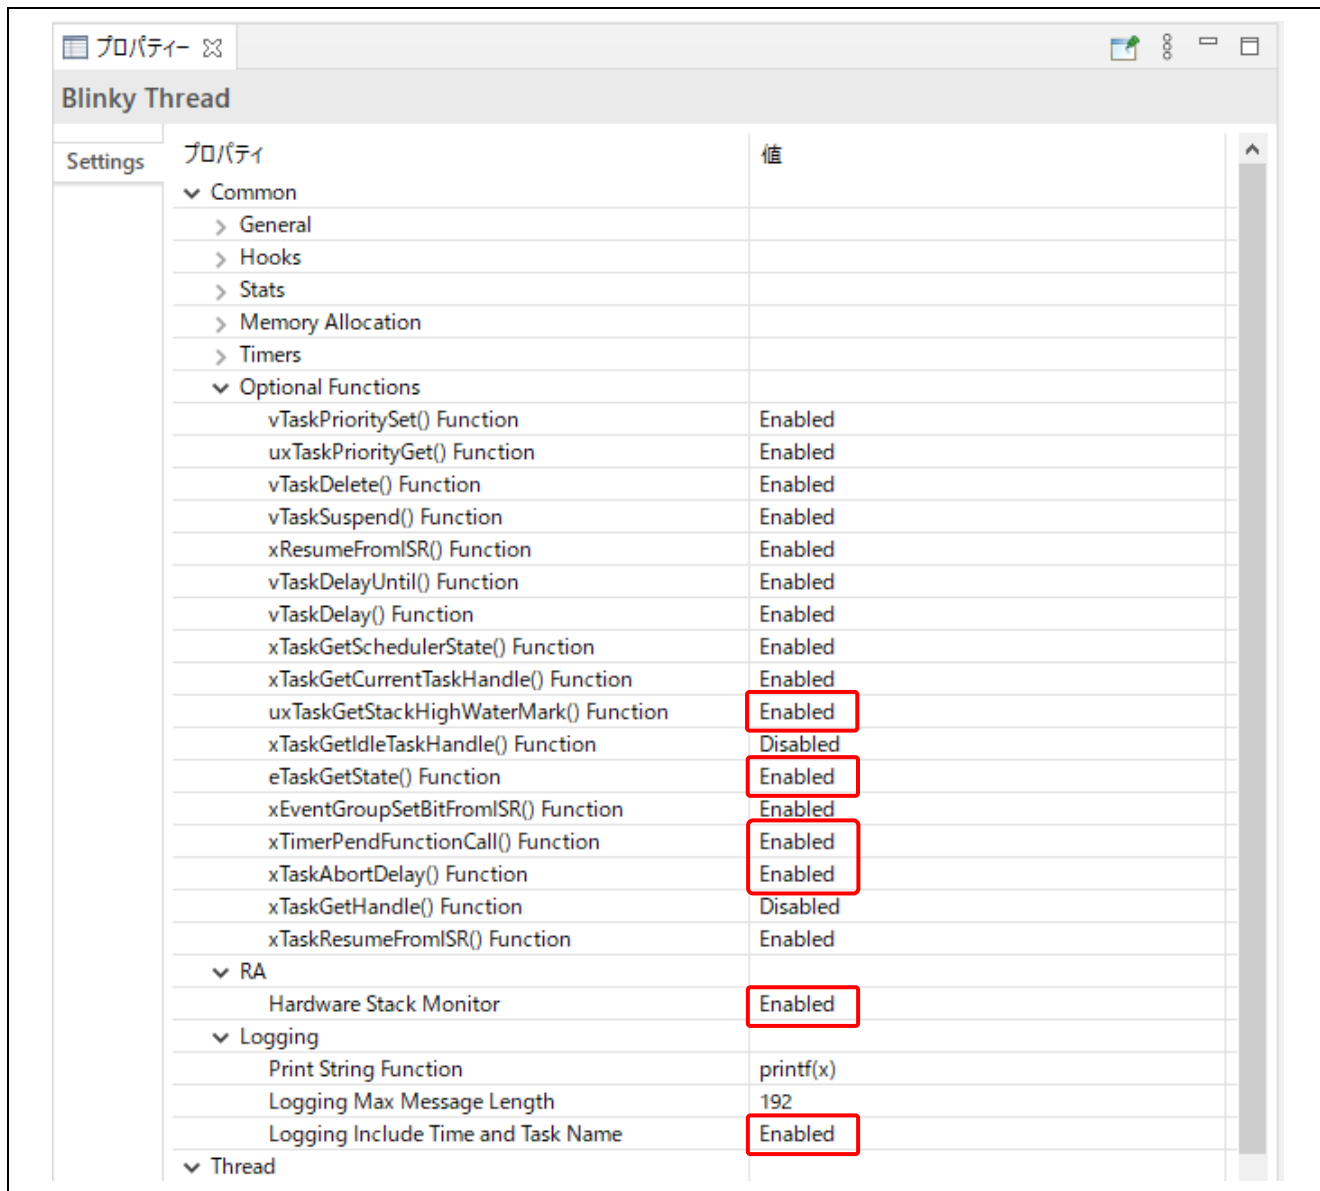 プロパティー
Blinky Thread
Settings
プロパティ 値
Common
General
Hooks
Stats
Memory Allocation
Timers
Optional Functions
vTaskPrioritySet() Function Enabled
uxTaskPriorityGet() Function Enabled
vTaskDelete() Function Enabled
vTaskSuspend() Function Enabled
xResumeFromISR() Function Enabled
vTaskDelayUntil() Function Enabled
vTaskDelay() Function Enabled
xTaskGetSchedulerState() Function Enabled
xTaskGetCurrentTaskHandle() Function Enabled
uxTaskGetStackHighWaterMark() Function Enabled
xTaskGetIdleTaskHandle() Function Disabled
eTaskGetState() Function Enabled
xEventGroupSetBitFromISR() Function Enabled
xTimerPendFunctionCall() Function Enabled
xTaskAbortDelay() Function Enabled
xTaskGetHandle() Function Disabled
xTaskResumeFromISR() Function Enabled
RA
Hardware Stack Monitor Enabled
Logging
Print String Function printf(x)
Logging Max Message Length 192
Logging Include Time and Task Name Enabled
Thread